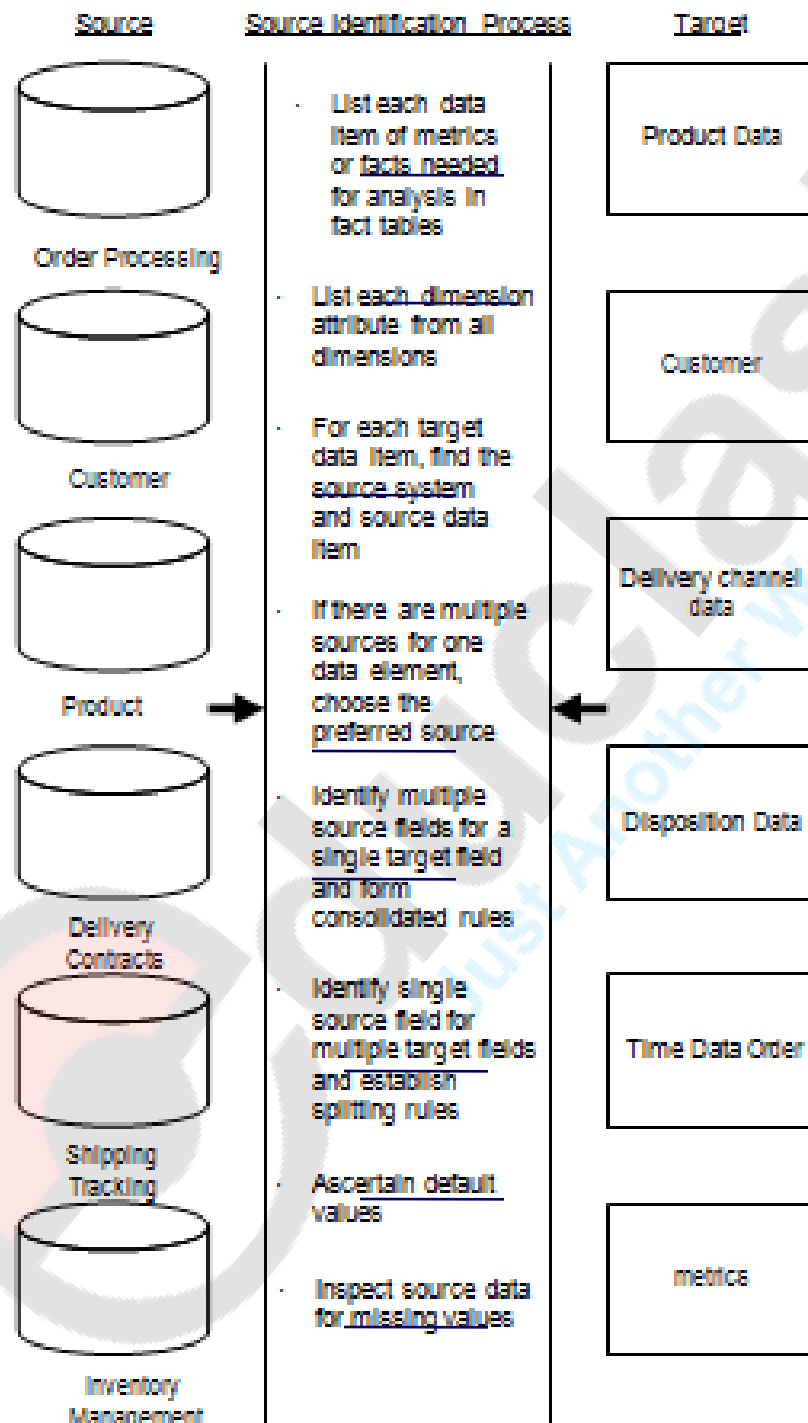 Source
Source Identification Process
Target
Order Processing
Customer
Product
Delivery
Contracts
Shipping
Tracking
Inventory
Management
· List each data
item of metrics
or facts needed
for analysis in
fact tables
· List each dimension
attribute from all
dimensions
· For each target
data item, find the
source system
and source data
item
· If there are multiple
sources for one
data element,
choose the
preferred source
· Identify multiple
source fields for a
single target field
and form
consolidated rules
· Identify single
source field for
multiple target fields
and establish
splitting rules
· Ascertain default
values
· Inspect source data
for missing values
Product Data
Customer
Delivery channel
data
Disposition Data
Time Data Order
metrics
educlas
Just Another W